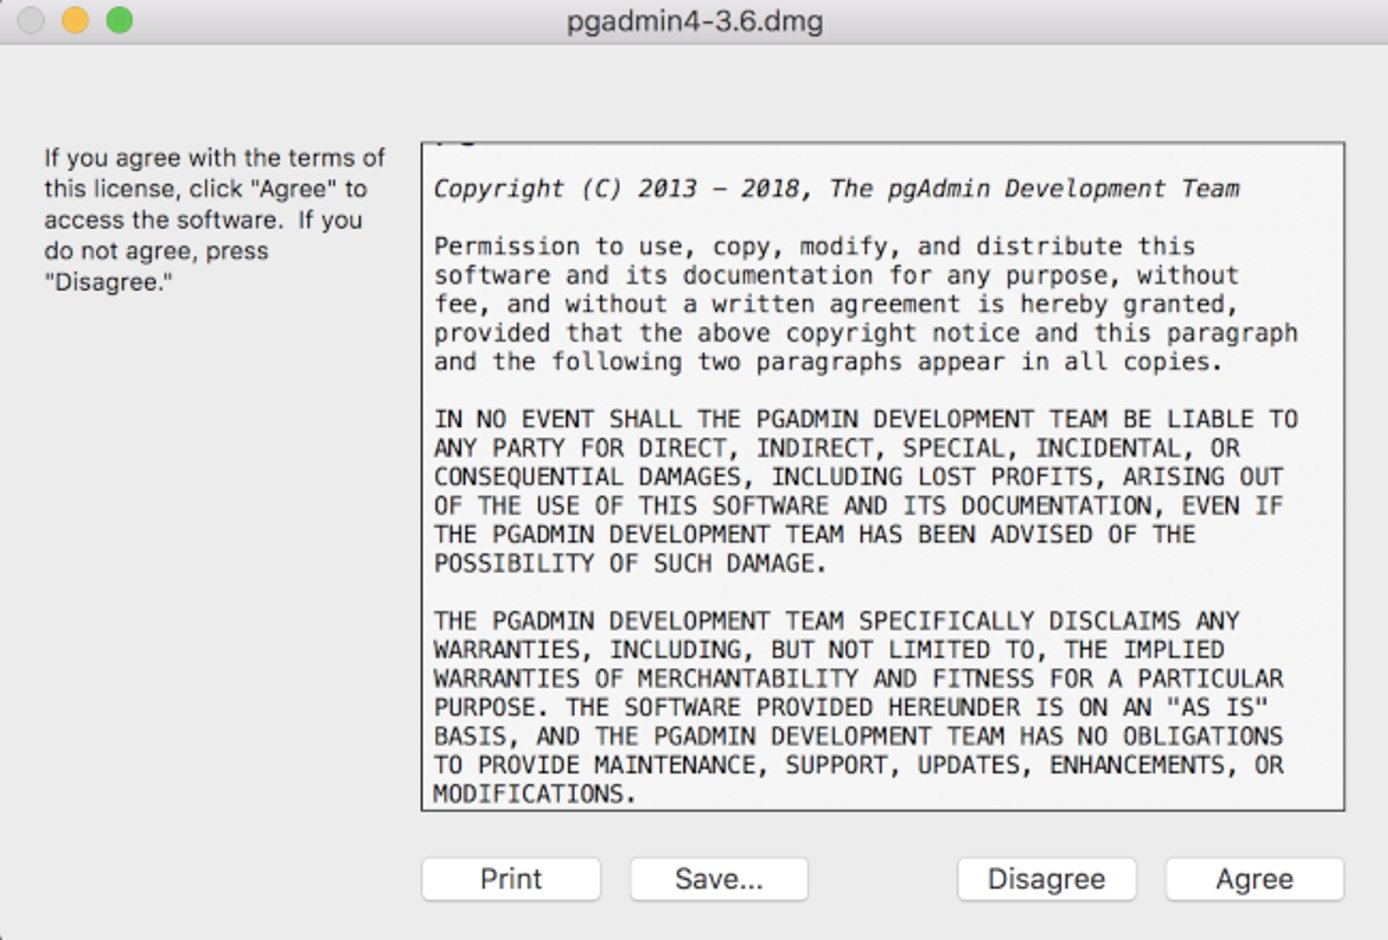 pgadmin4-3.6.dmg
If you agree with the terms of
this license, click "Agree" to
access the software.  If you
do not agree, press
"Disagree."
Copyright (C) 2013 – 2018, The pgAdmin Development Team
Permission to use, copy, modify, and distribute this
software and its documentation for any purpose, without
fee, and without a written agreement is hereby granted,
provided that the above copyright notice and this paragraph
and the following two paragraphs appear in all copies.
IN NO EVENT SHALL THE PGADMIN DEVELOPMENT TEAM BE LIABLE TO
ANY PARTY FOR DIRECT, INDIRECT, SPECIAL, INCIDENTAL, OR
CONSEQUENTIAL DAMAGES, INCLUDING LOST PROFITS, ARISING OUT
OF THE USE OF THIS SOFTWARE AND ITS DOCUMENTATION, EVEN IF
THE PGADMIN DEVELOPMENT TEAM HAS BEEN ADVISED OF THE
POSSIBILITY OF SUCH DAMAGE.
THE PGADMIN DEVELOPMENT TEAM SPECIFICALLY DISCLAIMS ANY
WARRANTIES, INCLUDING, BUT NOT LIMITED TO, THE IMPLIED
WARRANTIES OF MERCHANTABILITY AND FITNESS FOR A PARTICULAR
PURPOSE. THE SOFTWARE PROVIDED HEREUNDER IS ON AN "AS IS"
BASIS, AND THE PGADMIN DEVELOPMENT TEAM HAS NO OBLIGATIONS
TO PROVIDE MAINTENANCE, SUPPORT, UPDATES, ENHANCEMENTS, OR
MODIFICATIONS.
Print
Save...
Disagree
Agree